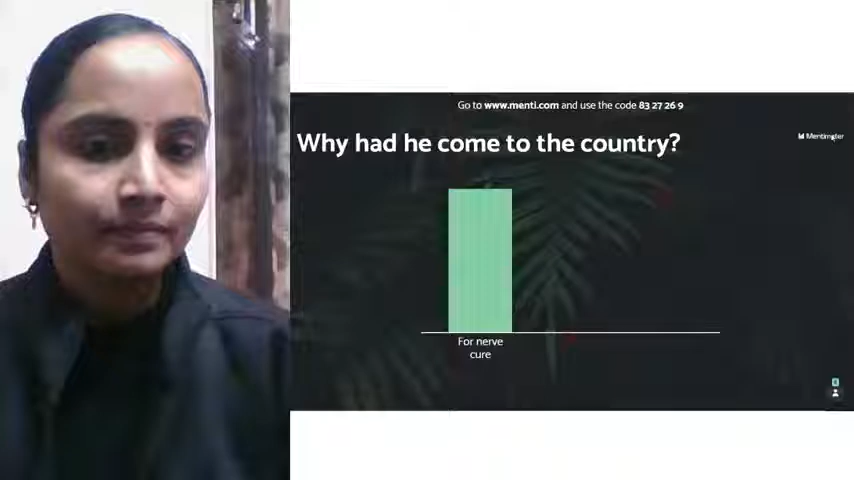 Go to www.menti.com and use the code 83 27 26 9
Why had he come to the country?
Mentimeter
For nerve
cure